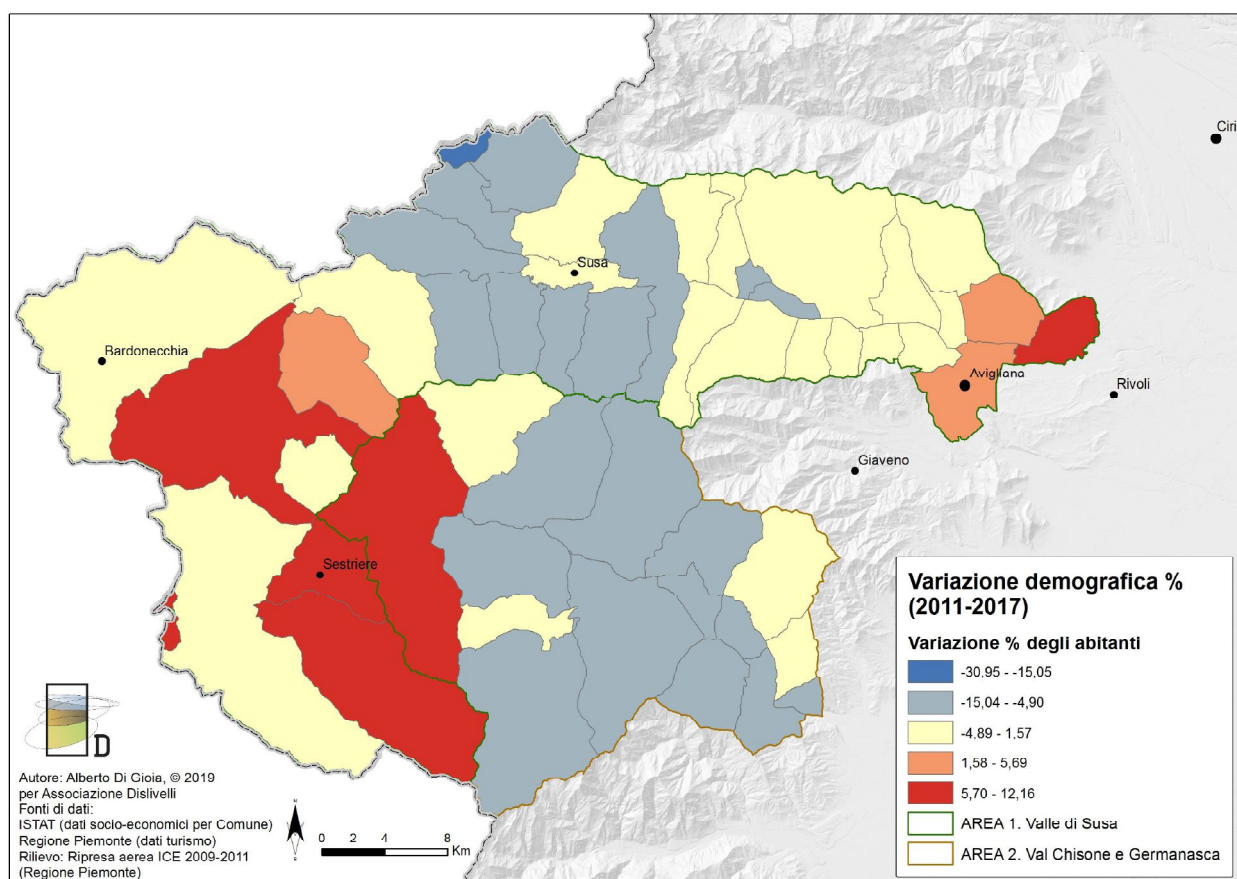 Ciri
Susa
Bardonecchia
Avigliana
Rivoli
Giaveno
Sestriere
Variazione demografica %
(2011-2017)
Variazione % degli abitanti
-30,95 - -15,05
-15,04 - -4,90
-4,89 - 1,57
1,58 - 5,69
5,70 - 12,16
AREA 1. Valle di Susa
AREA 2. Val Chisone e Germanasca
D
Autore: Alberto Di Gioia, © 2019
per Associazione Dislivelli
Fonti di dati:
ISTAT (dati socio-economici per Comune)
Regione Piemonte (dati turismo)
Rilievo: Ripresa aerea ICE 2009-2011
(Regione Piemonte)
N
0 2 4 8
Km